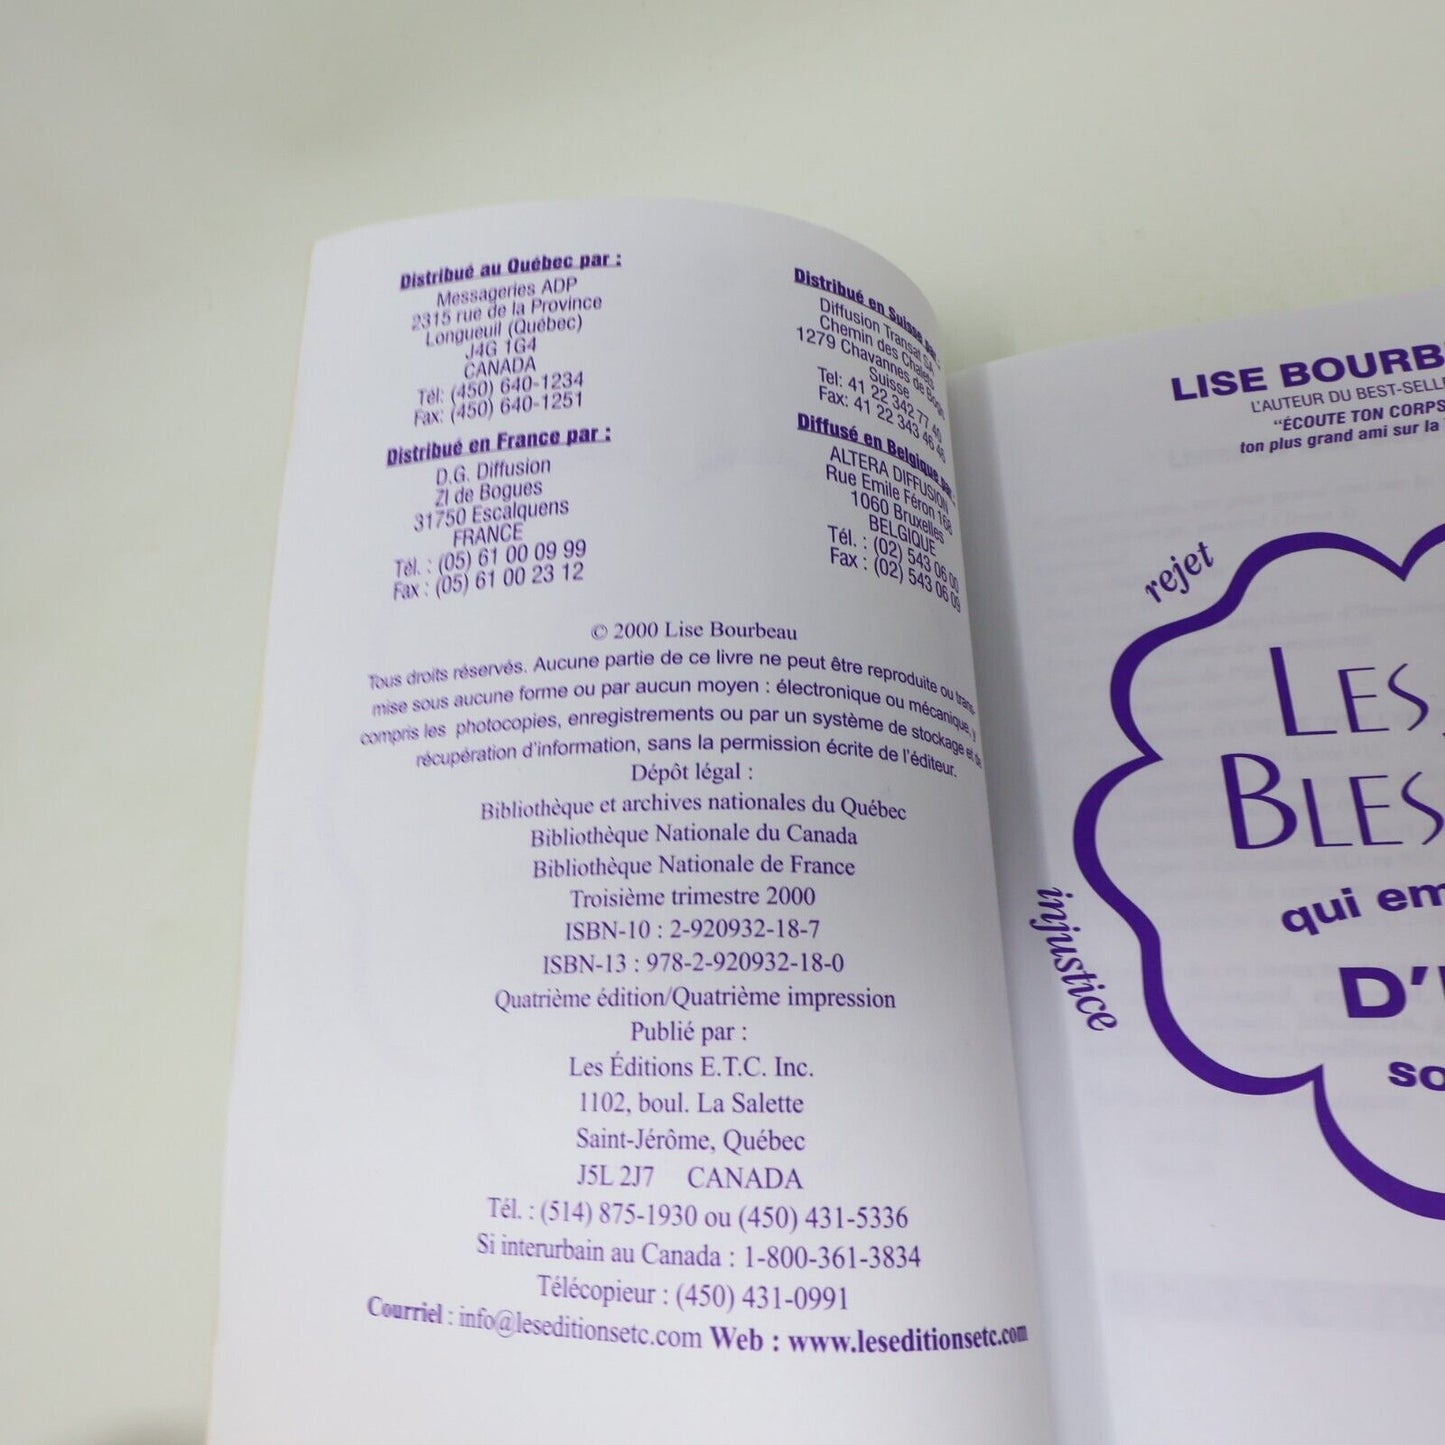 Distribué au Québec par :
Messageries ADP
2315 rue de la Province
Longueuil (Québec)
J4G 1G4
CANADA
Tél: (450) 640-1234
Fax: (450) 640-1251
Distribué en France par :
D.G. Diffusion
ZI de Bogues
31750 Escalquens
FRANCE
Tél. : (05) 61 00 09 99
Fax : (05) 61 00 23 12
Distribué en Suisse par :
Diffusion Transat SA
Chemin des Chalets
1279 Chavannes de Bogis
Suisse
Tel: 41 22 342 77 40
Fax: 41 22 343 46 46
Diffusé en Belgique par :
ALTERA DIFFUSION
Rue Emile Féron 168
1060 Bruxelles
BELGIQUE
Tél. : (02) 543 06 00
Fax : (02) 543 06 09
© 2000 Lise Bourbeau
Tous droits réservés. Aucune partie de ce livre ne peut être reproduite ou trans-
mise sous aucune forme ou par aucun moyen : électronique ou mécanique, y
compris les photocopies, enregistrements ou par un système de stockage et de
récupération d'information, sans la permission écrite de l'éditeur.
Dépôt légal :
Bibliothèque et archives nationales du Québec
Bibliothèque Nationale du Canada
Bibliothèque Nationale de France
Troisième trimestre 2000
ISBN-10 : 2-920932-18-7
ISBN-13 : 978-2-920932-18-0
Quatrième édition/Quatrième impression
Publié par :
Les Éditions E.T.C. Inc.
1102, boul. La Salette
Saint-Jérôme, Québec
J5L 2J7 CANADA
Tél. : (514) 875-1930 ou (450) 431-5336
Si interurbain au Canada : 1-800-361-3834
Télécopieur : (450) 431-0991
Courriel : info@leseditionsetc.com Web : www.leseditionsetc.com
LISE BOURB
L'AUTEUR DU BEST-SELLE
"ÉCOUTE TON CORPS
ton plus grand ami sur la
rejet
LES
BLES
qui em
D'
so
injustice